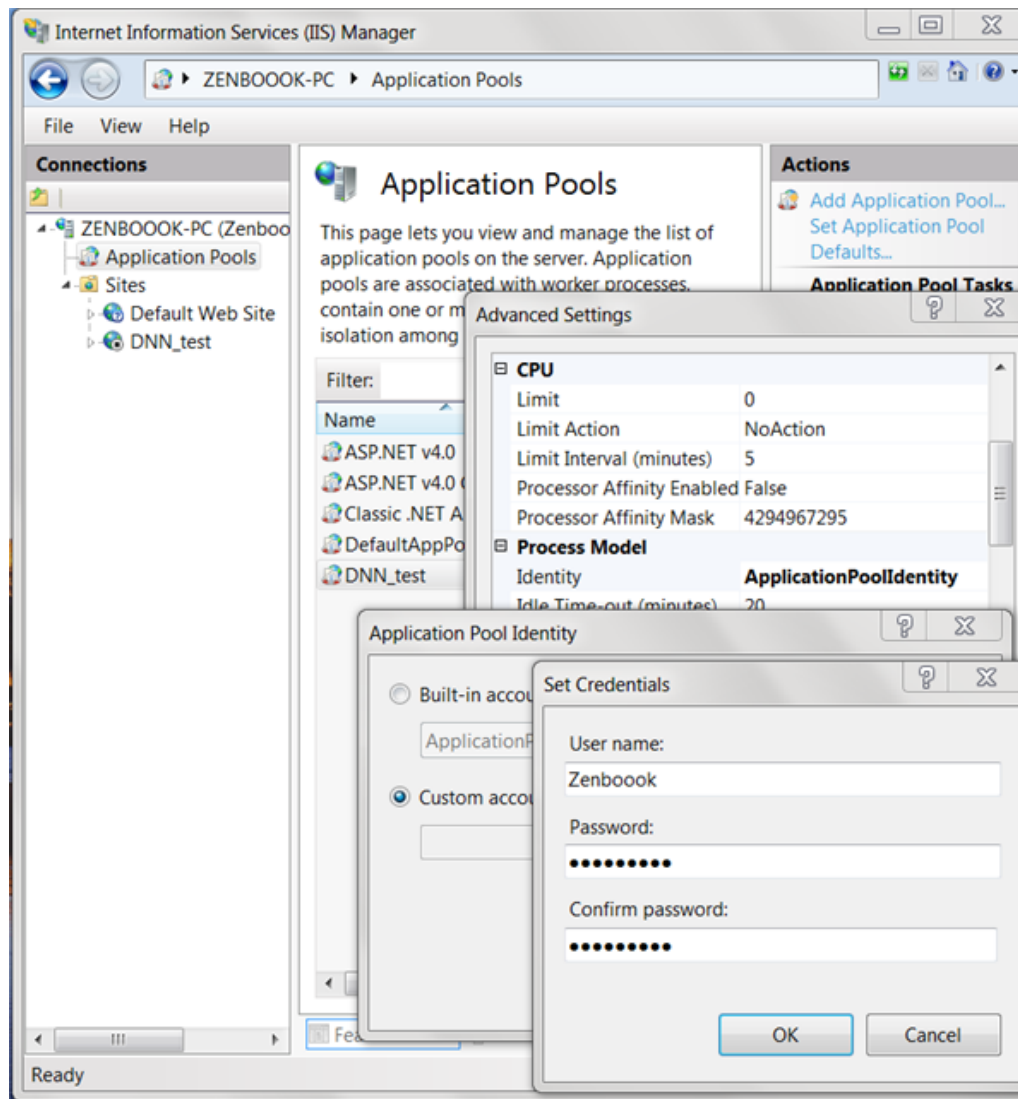 Internet Information Services (IIS) Manager
ZENBOOOK-PC Application Pools
File View Help
Connections
ZENBOOOK-PC (Zenboo
Application Pools
Sites
Default Web Site
DNN_test
Application Pools
This page lets you view and manage the list of
application pools on the server. Application
pools are associated with worker processes,
contain one or m
isolation among
Filter:
Name
ASP.NET v4.0
ASP.NET v4.0
Classic .NET A
DefaultAppPo
DNN_test
Actions
Add Application Pool...
Set Application Pool
Defaults...
Application Pool Tasks
Advanced Settings
CPU
Limit 0
Limit Action NoAction
Limit Interval (minutes) 5
Processor Affinity Enabled False
Processor Affinity Mask 4294967295
Process Model
Identity ApplicationPoolIdentity
Idle Time-out (minutes) 20
Application Pool Identity
Built-in accou
ApplicationP
Custom accou
Set Credentials
User name:
Zenboook
Password:
•••••••••
Confirm password:
•••••••••
OK Cancel
Fea
Ready